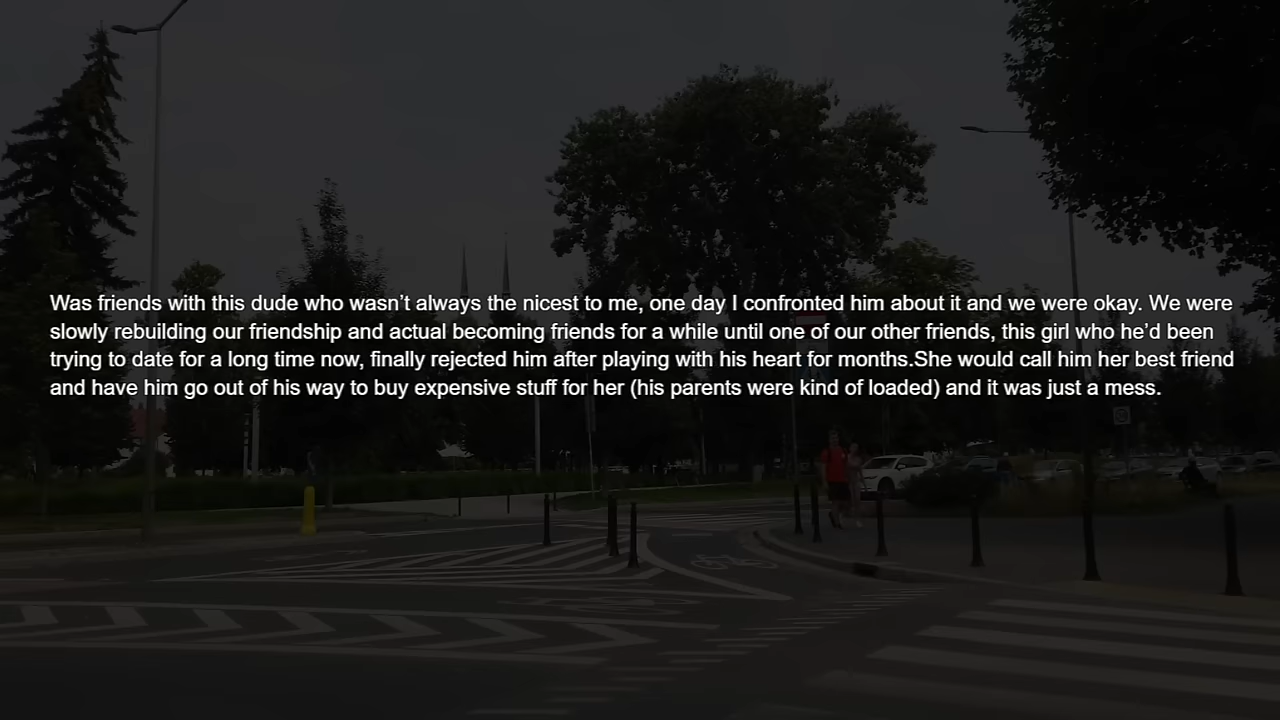 Was friends with this dude who wasn’t always the nicest to me, one day I confronted him about it and we were okay. We were
slowly rebuilding our friendship and actual becoming friends for a while until one of our other friends, this girl who he’d been
trying to date for a long time now, finally rejected him after playing with his heart for months.She would call him her best friend
and have him go out of his way to buy expensive stuff for her (his parents were kind of loaded) and it was just a mess.